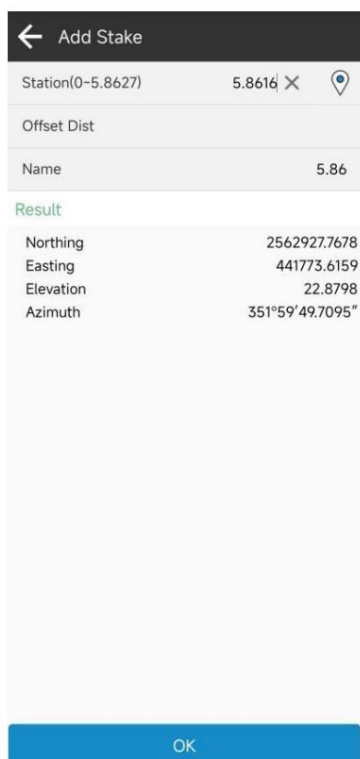 Add Stake
Station(0~5.8627) 5.8616
Offset Dist
Name 5.86
Result
Northing 2562927.7678
Easting 441773.6159
Elevation 22.8798
Azimuth 351°59′49.7095″
OK